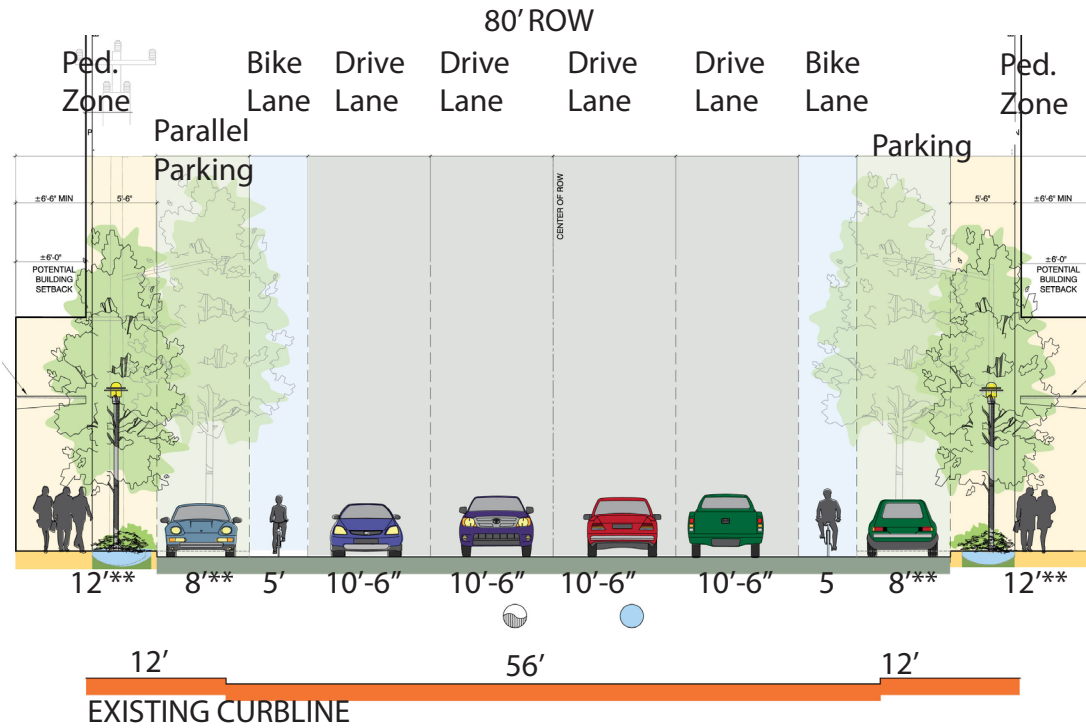 80’ ROW
Ped.
Zone
Bike
Lane
Drive
Lane
Drive
Lane
Drive
Lane
Drive
Lane
Bike
Lane
Ped.
Zone
Parallel
Parking
Parking
P
±6'-6" MIN
5'-6"
5'-6"
±6'-6" MIN
CENTER OF ROW
±6'-0"
POTENTIAL
BUILDING
SETBACK
±6'-0"
POTENTIAL
BUILDING
SETBACK
12’**
8’**
5’
10’-6”
10’-6”
10’-6”
10’-6”
5
8’**
12’**
12’
56’
12’
EXISTING CURBLINE